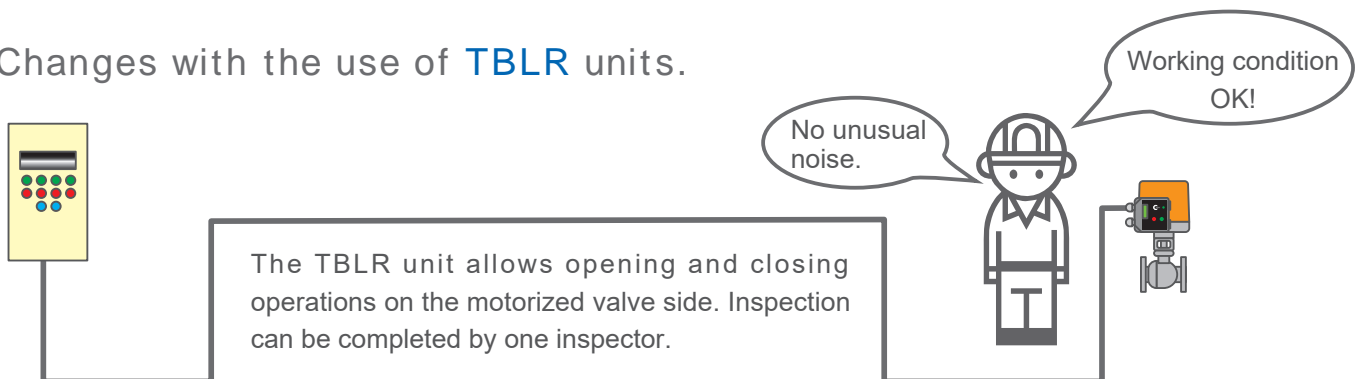 Changes with the use of TBLR units.
Working condition
OK!
No unusual
noise.
The TBLR unit allows opening and closing
operations on the motorized valve side. Inspection
can be completed by one inspector.